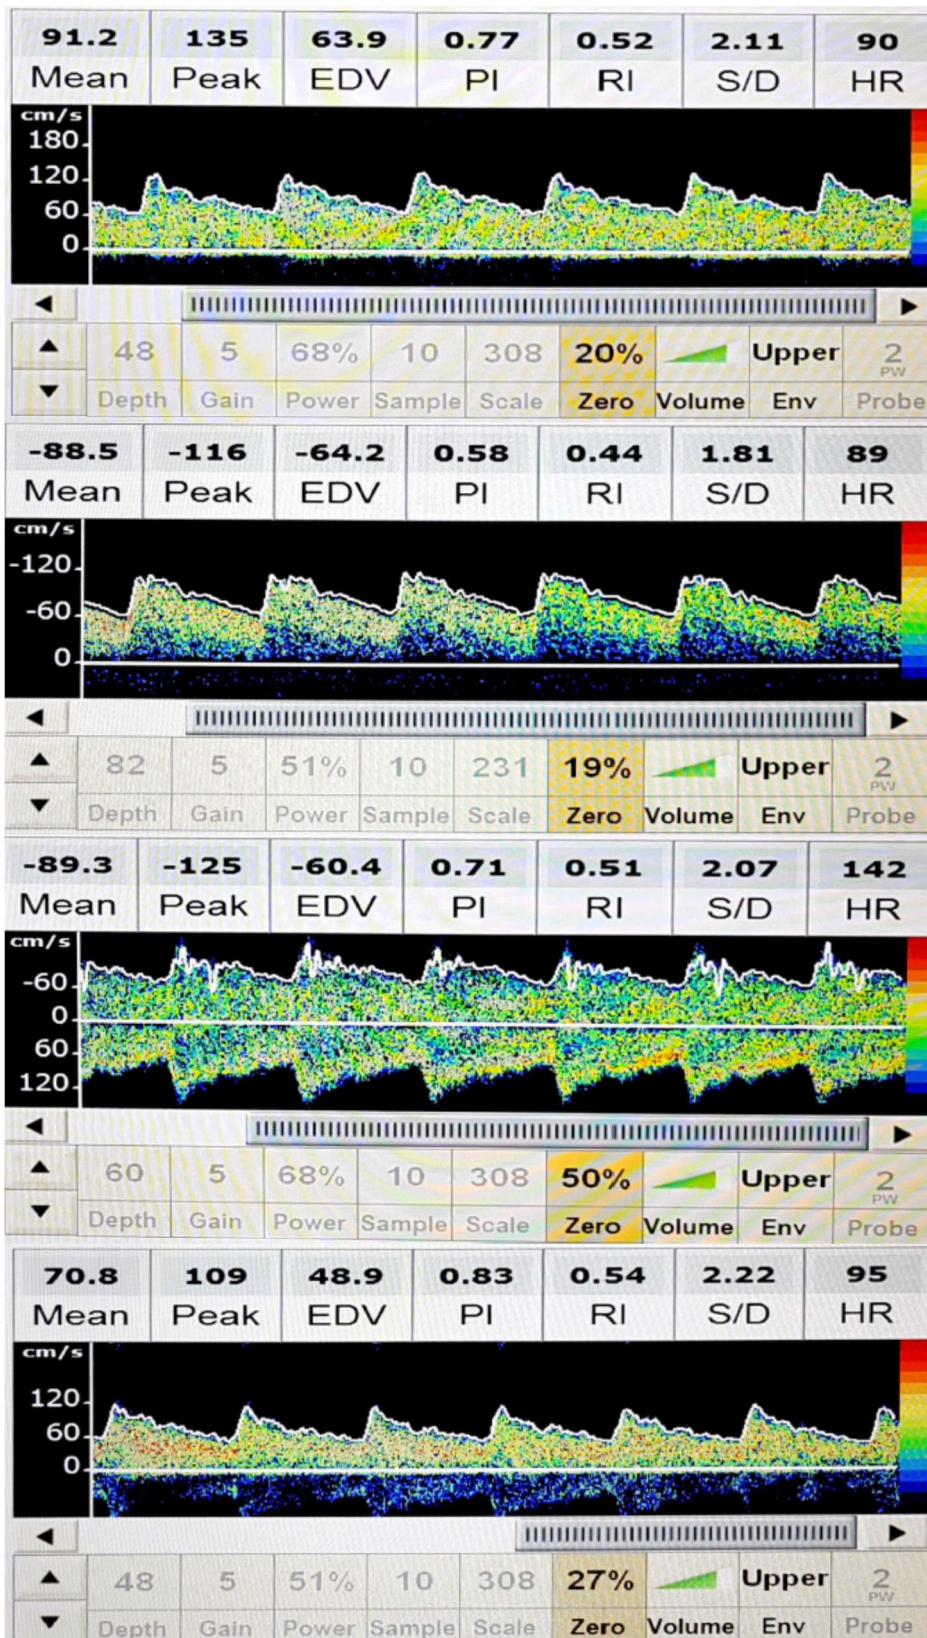 91.2 135 63.9 0.77 0.52 2.11 90
Mean Peak EDV PI RI S/D HR
cm/s
180
120
60
0
48 5 68% 10 308 20% Upper 2
PW
Depth Gain Power Sample Scale Zero Volume Env Probe
-88.5 -116 -64.2 0.58 0.44 1.81 89
Mean Peak EDV PI RI S/D HR
cm/s
-120
-60
0
82 5 51% 10 231 19% Upper 2
PW
Depth Gain Power Sample Scale Zero Volume Env Probe
-89.3 -125 -60.4 0.71 0.51 2.07 142
Mean Peak EDV PI RI S/D HR
cm/s
-60
0
60
120
60 5 68% 10 308 50% Upper 2
PW
Depth Gain Power Sample Scale Zero Volume Env Probe
70.8 109 48.9 0.83 0.54 2.22 95
Mean Peak EDV PI RI S/D HR
cm/s
120
60
0
48 5 51% 10 308 27% Upper 2
PW
Depth Gain Power Sample Scale Zero Volume Env Probe